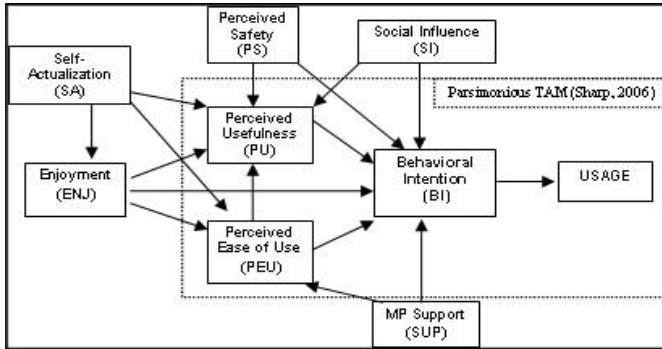 Perceived
Safety
(PS)
Social Influence
(SI)
Self-
Actualization
(SA)
Parsimonious TAM (Sharp, 2006)
Perceived
Usefulness
(PU)
Behavioral
Intention
(BI)
USAGE
Enjoyment
(ENJ)
Perceived
Ease of Use
(PEU)
MP Support
(SUP)